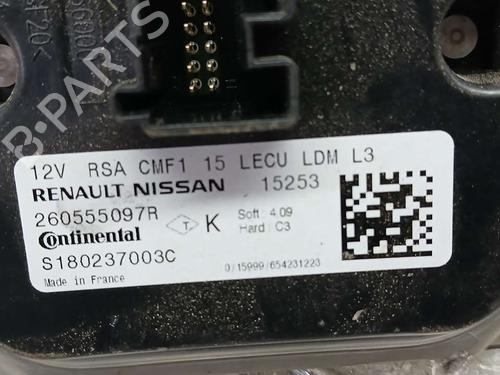 B-PARTS
12V RSA CMF1 15 LECU LDM L3
RENAULT NISSAN 15253
260555097R
Continental T K Soft : 4.09
Hard : C3
S180237003C
Made in France 0/15999/654231223